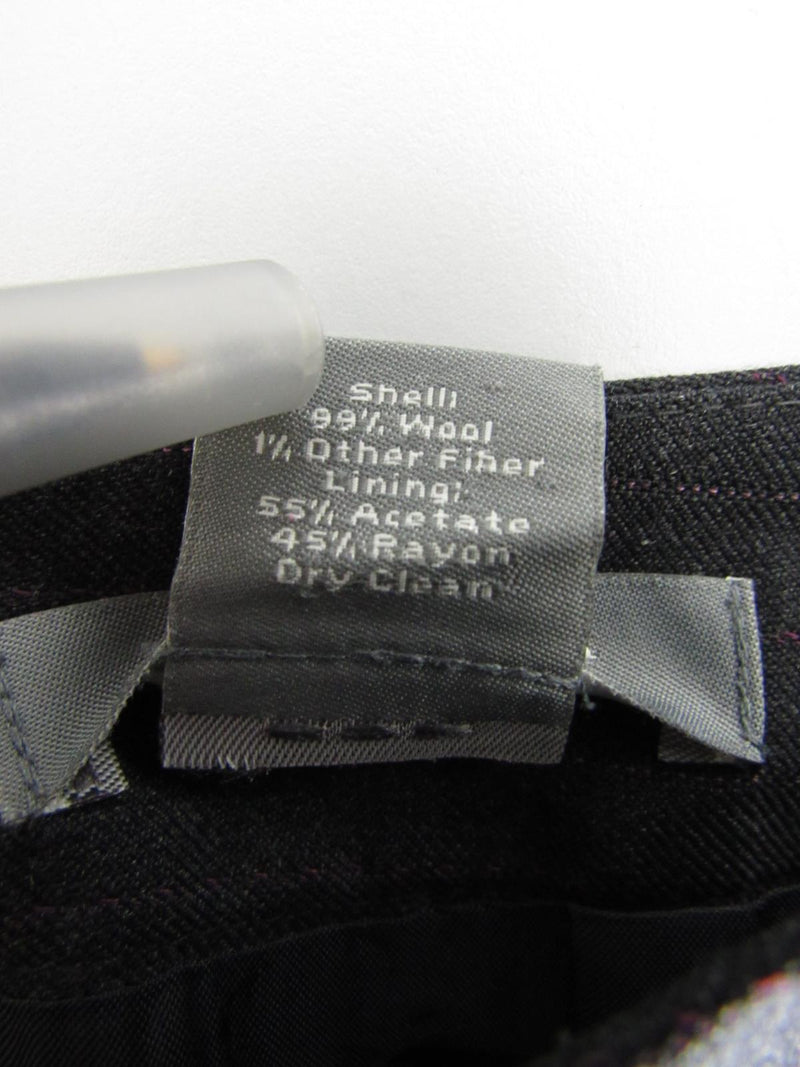 Shell:
99% Wool
1% Other Fiber
Lining:
55% Acetate
45% Rayon
Dry Clean